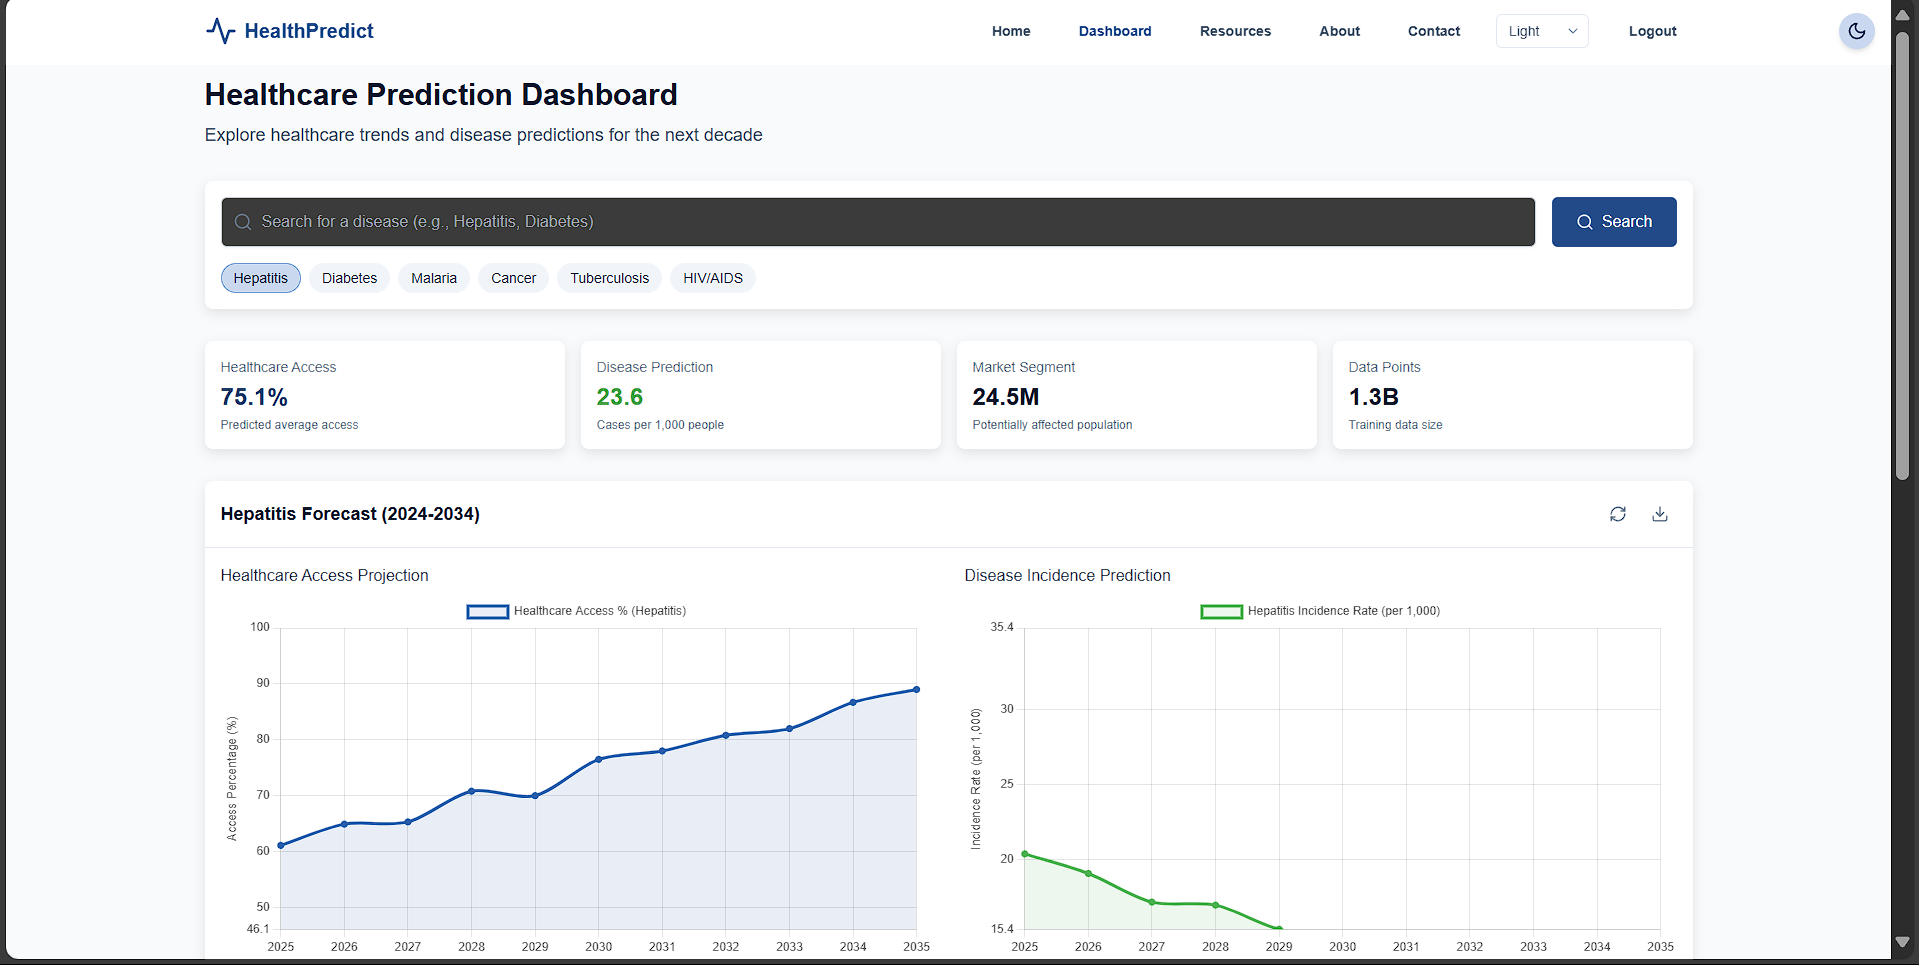 HealthPredict
Home Dashboard Resources About Contact Light Logout
Healthcare Prediction Dashboard
Explore healthcare trends and disease predictions for the next decade
Search for a disease (e.g., Hepatitis, Diabetes)
Search
Hepatitis Diabetes Malaria Cancer Tuberculosis HIV/AIDS
Healthcare Access
75.1%
Predicted average access
Disease Prediction
23.6
Cases per 1,000 people
Market Segment
24.5M
Potentially affected population
Data Points
1.3B
Training data size
Hepatitis Forecast (2024-2034)
Healthcare Access Projection
Healthcare Access % (Hepatitis)
Access Percentage (%)
100
90
80
70
60
50
46.1
2025 2026 2027 2028 2029 2030 2031 2032 2033 2034 2035
Disease Incidence Prediction
Hepatitis Incidence Rate (per 1,000)
Incidence Rate (per 1,000)
35.4
30
25
20
15.4
2025 2026 2027 2028 2029 2030 2031 2032 2033 2034 2035